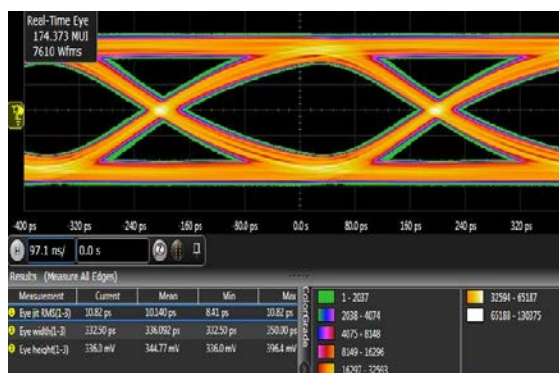 Real-Time Eye
174.373 MUI
7610 Wfms
-400 ps -320 ps -240 ps -160 ps -80.0 ps 0.0 s 80.0 ps 160 ps 240 ps 320 ps
H 97.1 ns/ 0.0 s
Results (Measure All Edges)
Measurement Current Mean Min Max
Eye jit RMS(1-3) 10.82 ps 10.140 ps 8.41 ps 10.82 ps
Eye width(1-3) 332.50 ps 336.092 ps 332.50 ps 350.00 ps
Eye height(1-3) 336.0 mV 344.77 mV 336.0 mV 396.4 mV
ColorGrade
1 - 2037
2038 - 4074
4075 - 8148
8149 - 16296
16297 - 32593
32594 - 65187
65188 - 130375